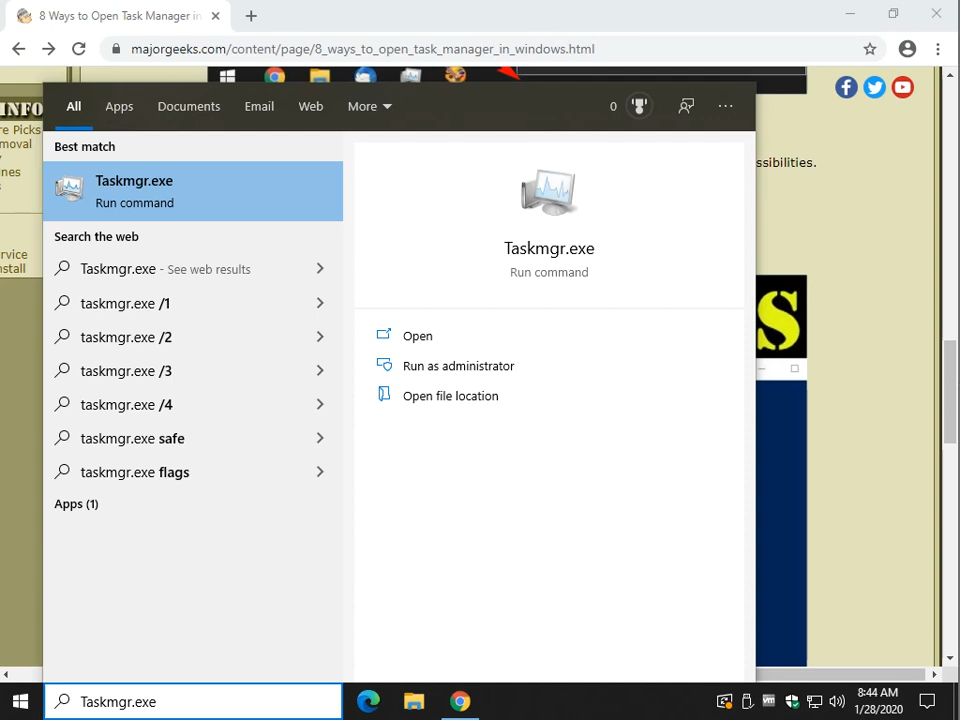 8 Ways to Open Task Manager in
majorgeeks.com/content/page/8_ways_to_open_task_manager_in_windows.html
INFO
re Picks
moval
nes
rvice
nstall
ssibilities.
S
All Apps Documents Email Web More 0
Best match
Taskmgr.exe
Run command
Search the web
Taskmgr.exe - See web results
taskmgr.exe /1
taskmgr.exe /2
taskmgr.exe /3
taskmgr.exe /4
taskmgr.exe safe
taskmgr.exe flags
Apps (1)
Taskmgr.exe
Run command
Open
Run as administrator
Open file location
Taskmgr.exe
vm
8:44 AM
1/28/2020